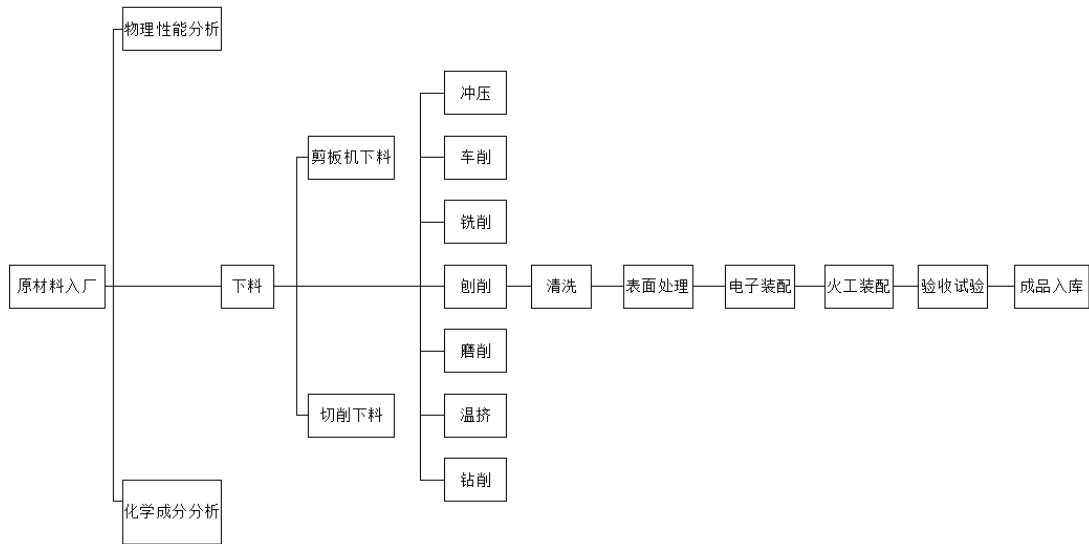 物理性能分析
冲压
剪板机下料
车削
铣削
原材料入厂
下料
刨削
清洗
表面处理
电子装配
火工装配
验收试验
成品入库
磨削
切削下料
温挤
钻削
化学成分分析